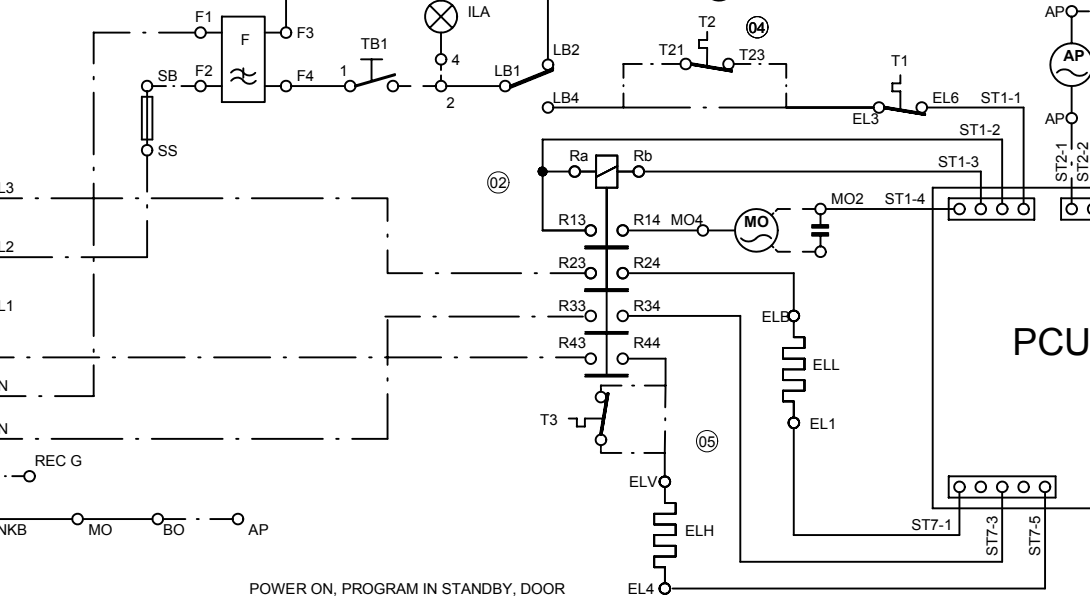 ILA
T2
04
AP
F1
F
F3
TB1
T21
T23
AP
LB2
T1
F2
F4
1
4
SB
LB1
2
LB4
EL3
EL6
ST1-1
AP
SS
ST1-2
Ra
Rb
ST1-3
ST2-1
ST2-2
02
L3
MO2
ST1-4
R13
R14
MO4
MO
L2
R23
R24
L1
R33
R34
ELB
PCU
R43
R44
ELL
N
T3
EL1
N
05
REC G
ELV
NKB
MO
BO
AP
ELH
ST7-1
ST7-3
ST7-5
POWER ON, PROGRAM IN STANDBY, DOOR
EL4